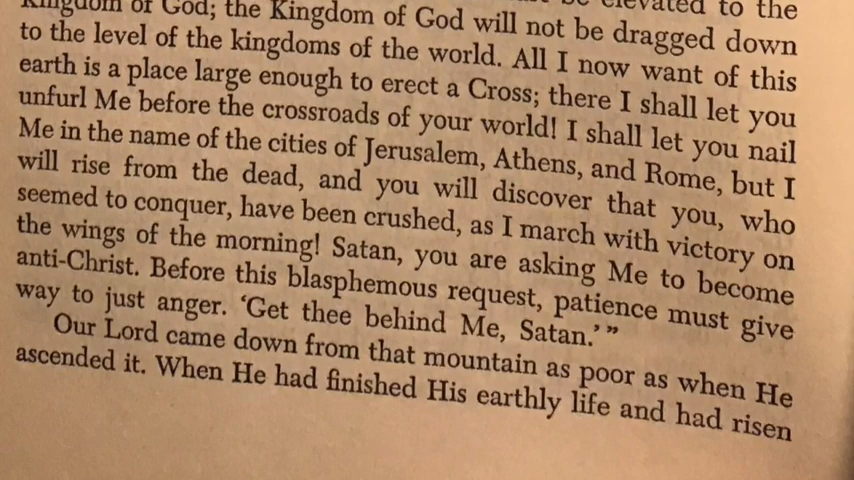 be elevated to the
Kingdom of God; the Kingdom of God will not be dragged down
to the level of the kingdoms of the world. All I now want of this
earth is a place large enough to erect a Cross; there I shall let you
unfurl Me before the crossroads of your world! I shall let you nail
Me in the name of the cities of Jerusalem, Athens, and Rome, but I
will rise from the dead, and you will discover that you, who
seemed to conquer, have been crushed, as I march with victory on
the wings of the morning! Satan, you are asking Me to become
anti-Christ. Before this blasphemous request, patience must give
way to just anger. ‘Get thee behind Me, Satan.’ ”
Our Lord came down from that mountain as poor as when He
ascended it. When He had finished His earthly life and had risen